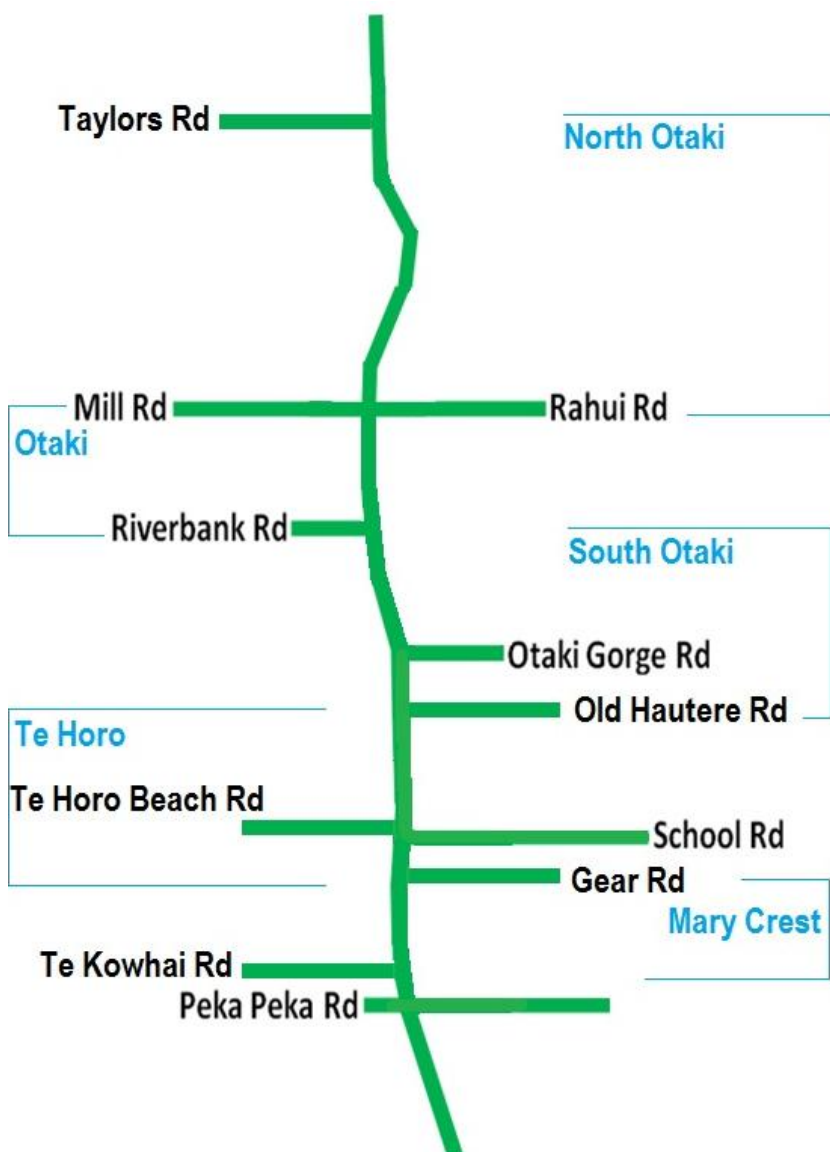 Taylors Rd
North Otaki
Mill Rd
Rahui Rd
Otaki
Riverbank Rd
South Otaki
Otaki Gorge Rd
Old Hautere Rd
Te Horo
Te Horo Beach Rd
School Rd
Gear Rd
Mary Crest
Te Kowhai Rd
Peka Peka Rd